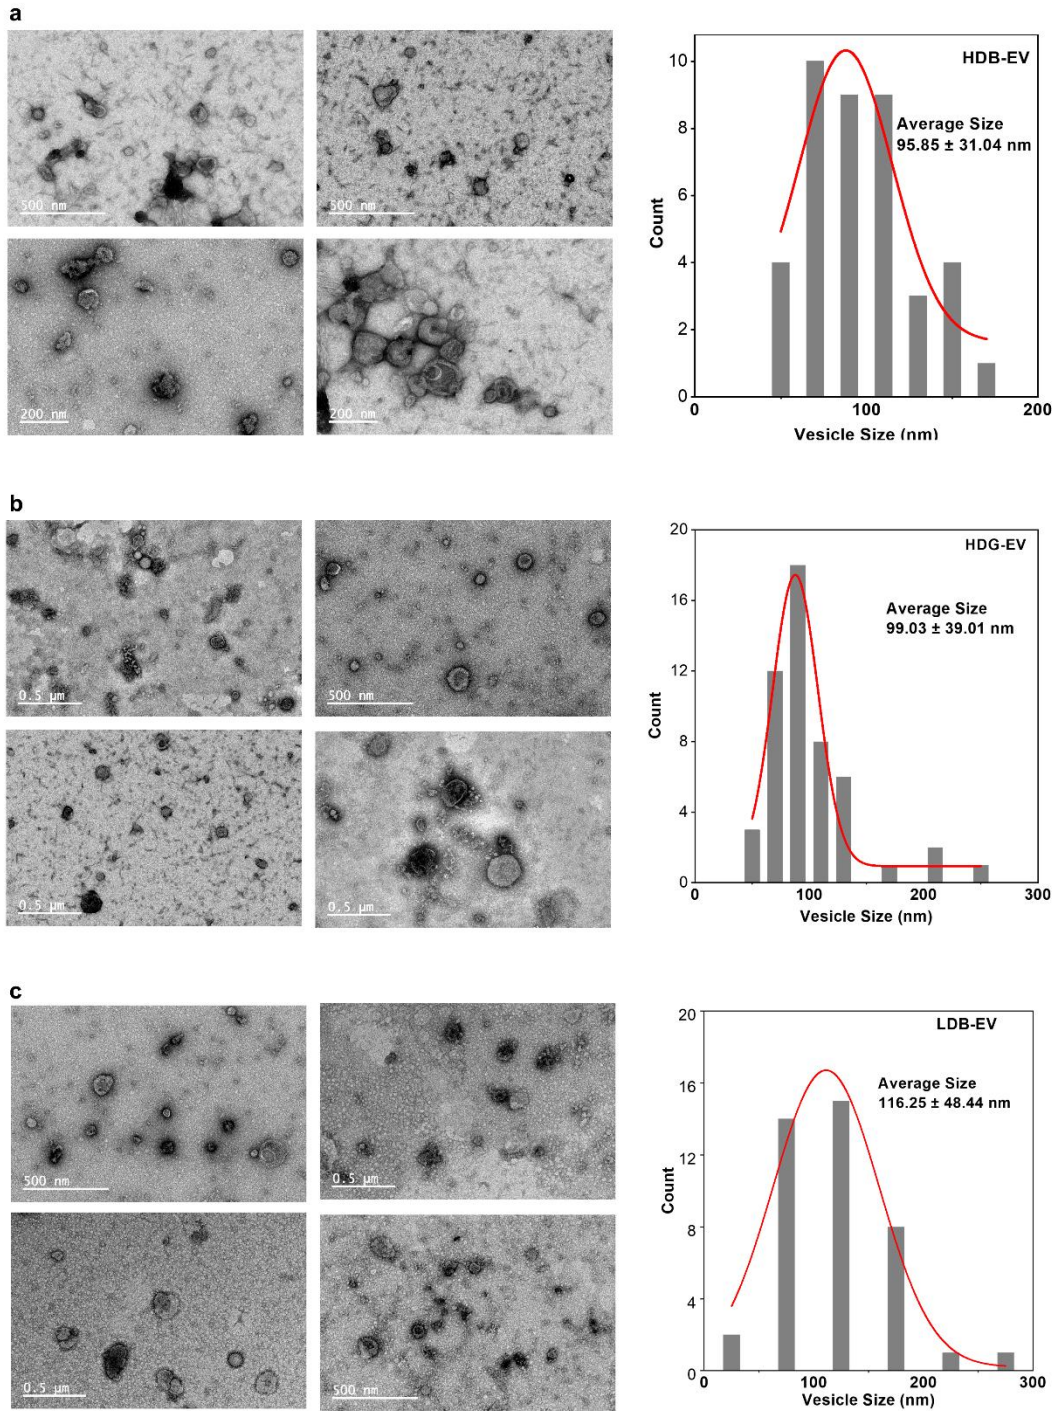 a
500 nm
500 nm
200 nm
200 nm
10
8
6
4
2
0
Count
HDB-EV
Average Size
95.85 ± 31.04 nm
0 100 200
Vesicle Size (nm)
b
0.5 µm
500 nm
0.5 µm
0.5 µm
20
16
12
8
4
0
Count
HDG-EV
Average Size
99.03 ± 39.01 nm
0 100 200 300
Vesicle Size (nm)
c
500 nm
0.5 µm
0.5 µm
500 nm
20
16
12
8
4
0
Count
LDB-EV
Average Size
116.25 ± 48.44 nm
0 100 200 300
Vesicle Size (nm)